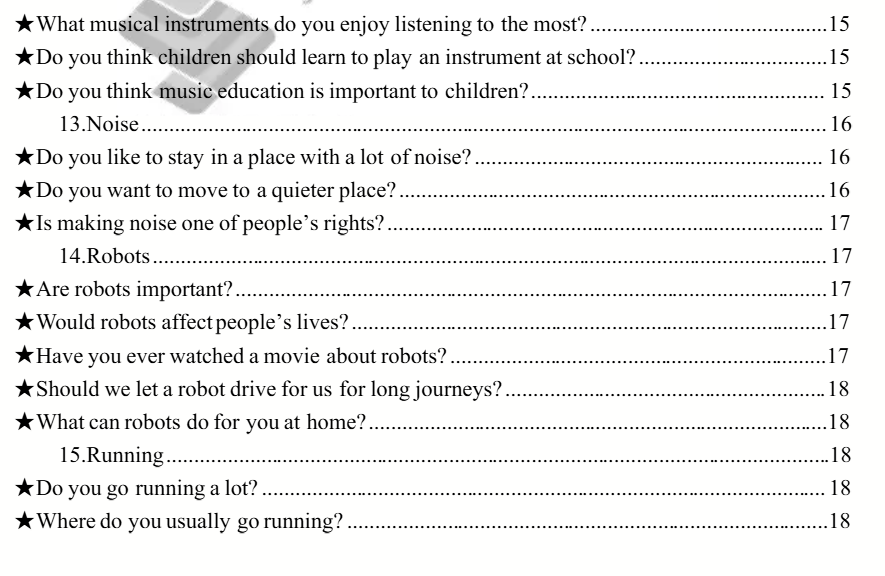 ★What musical instruments do you enjoy listening to the most?..........................................15
★Do you think children should learn to play an instrument at school?.................................15
★Do you think music education is important to children?.................................................... 15
13.Noise......................................................................................................................... 16
★Do you like to stay in a place with a lot of noise?.............................................................. 16
★Do you want to move to a quieter place?........................................................................... 16
★Is making noise one of people’s rights?............................................................................. 17
14.Robots....................................................................................................................... 17
★Are robots important?.........................................................................................................17
★Would robots affect people’s lives?....................................................................................17
★Have you ever watched a movie about robots?..................................................................17
★Should we let a robot drive for us for long journeys?.........................................................18
★What can robots do for you at home?.................................................................................18
15.Running.....................................................................................................................18
★Do you go running a lot?.................................................................................................... 18
★Where do you usually go running?.....................................................................................18